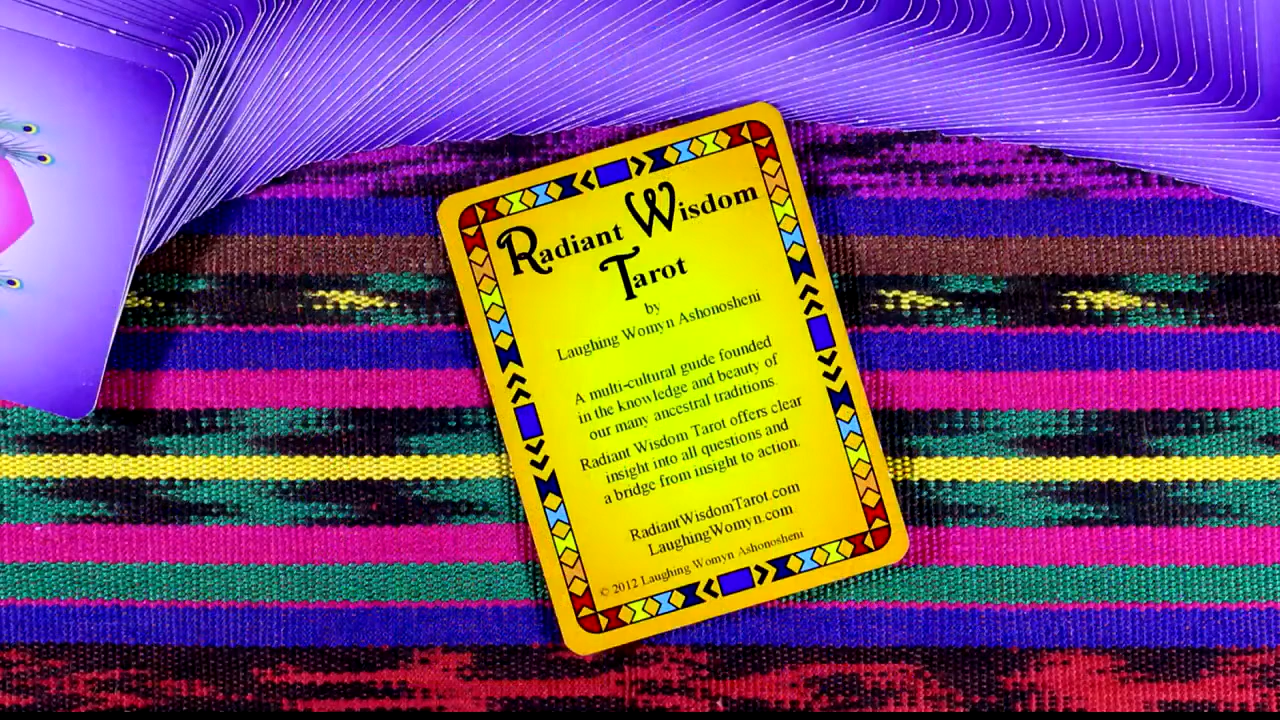 Radiant Wisdom
Tarot
by
Laughing Womyn Ashonosheni
A multi-cultural guide founded
in the knowledge and beauty of
our many ancestral traditions.
Radiant Wisdom Tarot offers clear
insight into all questions and
a bridge from insight to action.
RadiantWisdomTarot.com
LaughingWomyn.com
© 2012 Laughing Womyn Ashonosheni